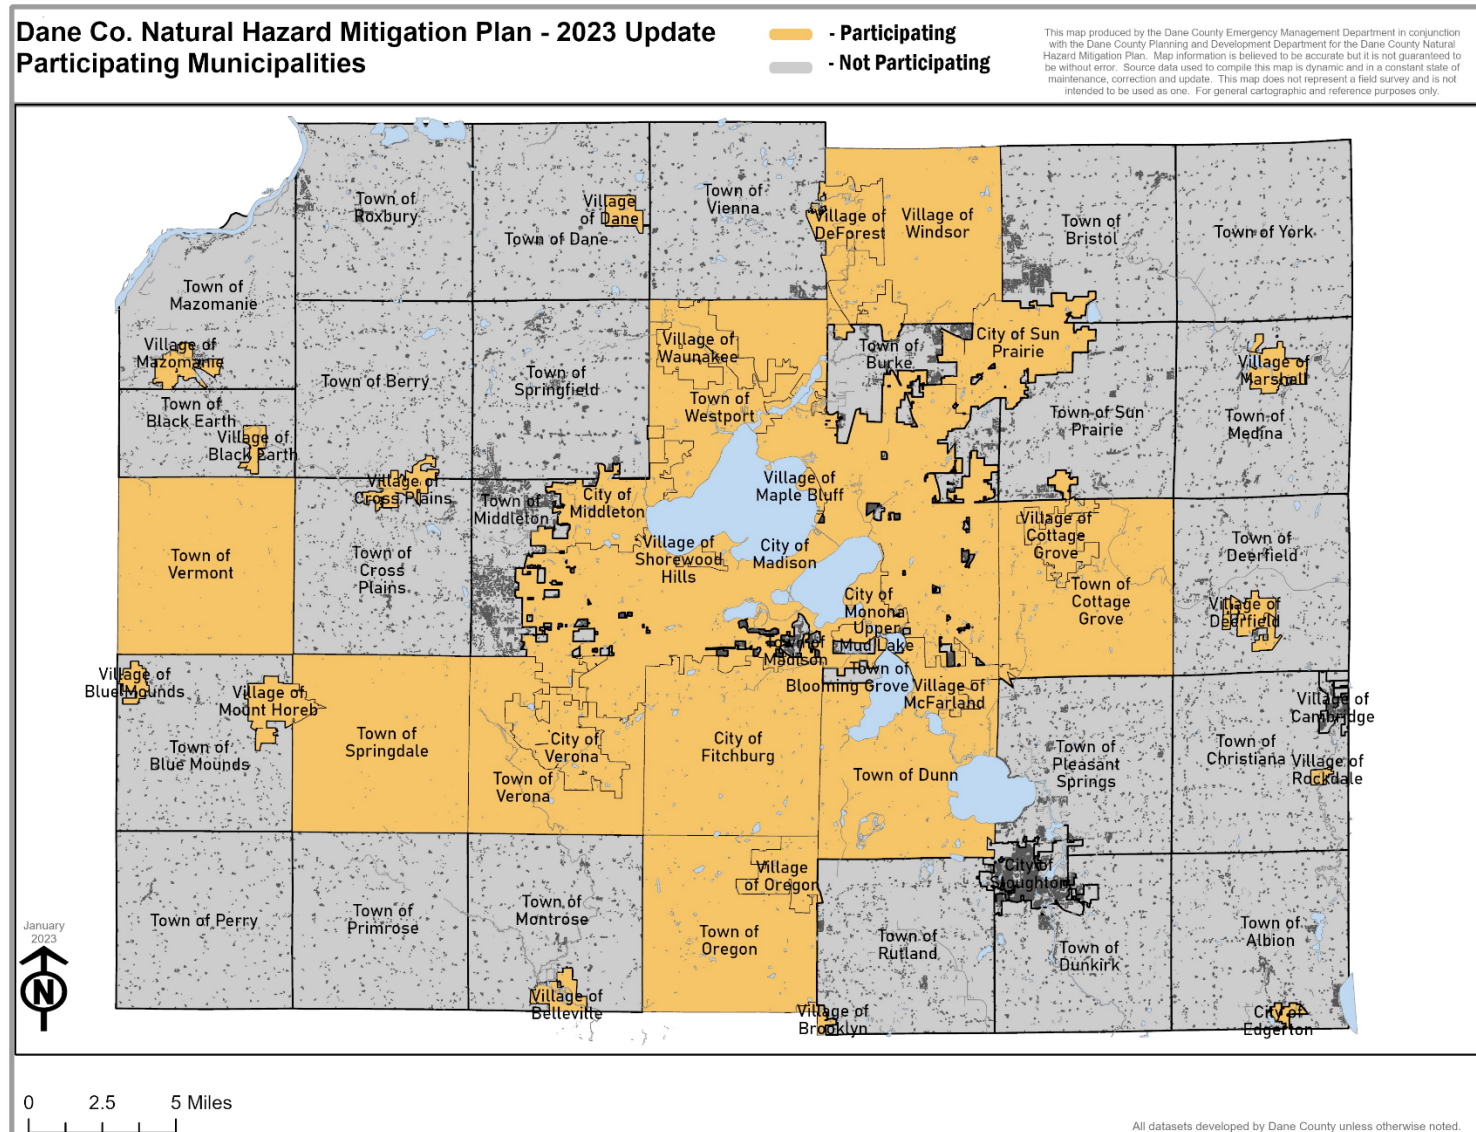 Dane Co. Natural Hazard Mitigation Plan - 2023 Update
Participating Municipalities
- Participating
- Not Participating
This map produced by the Dane County Emergency Management Department in conjunction
with the Dane County Planning and Development Department for the Dane County Natural
Hazard Mitigation Plan. Map information is believed to be accurate but it is not guaranteed to
be without error. Source data used to compile this map is dynamic and in a constant state of
maintenance, correction and update. This map does not represent a field survey and is not
intended to be used as one. For general cartographic and reference purposes only.
Town of
Roxbury
Village
of Dane
Town of Dane
Town of
Vienna
Village of
DeForest
Village of
Windsor
Town of
Bristol
Town of York
Town of
Mazomanie
Village of
Mazomanie
Town of Berry
Town of
Springfield
Village of
Waunakee
Town of
Westport
Town of
Burke
City of Sun
Prairie
Town of Sun
Prairie
Village of
Marshall
Town of
Medina
Town of
Black Earth
Village of
Black Earth
Village of
Cross Plains
Town of
Middleton
City of
Middleton
Village of
Maple Bluff
Town of
Vermont
Town of
Cross
Plains
Village of
Shorewood
Hills
City of
Madison
Village of
Cottage
Grove
Town of
Cottage
Grove
Town of
Deerfield
Village of
Deerfield
City of
Monona
Upper
Mud Lake
Town of
Madison
Town of
Blooming Grove
Village of
McFarland
Village of
Blue Mounds
Village of
Mount Horeb
Town of
Blue Mounds
Town of
Springdale
City of
Verona
Town of
Verona
City of
Fitchburg
Town of Dunn
Town of
Pleasant
Springs
Town of
Christiana
Village of
Cambridge
Village of
Rockdale
Village
of Oregon
City of
Stoughton
Town of Perry
Town of
Primrose
Town of
Montrose
Town of
Oregon
Town of
Rutland
Town of
Dunkirk
Town of
Albion
Village of
Belleville
Village of
Brooklyn
City of
Edgerton
January
2023
N
0 2.5 5 Miles
All datasets developed by Dane County unless otherwise noted.